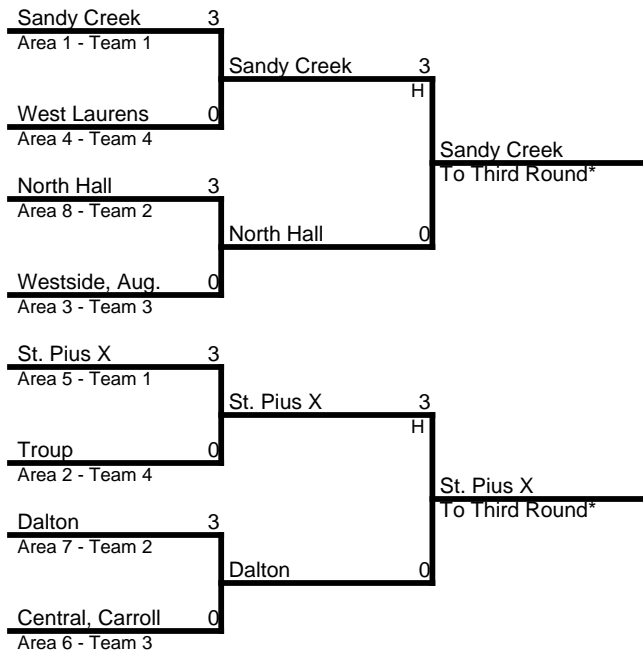 Sandy Creek 3
Area 1 - Team 1
Sandy Creek 3
H
West Laurens 0
Area 4 - Team 4
Sandy Creek
To Third Round*
North Hall 3
Area 8 - Team 2
North Hall 0
Westside, Aug. 0
Area 3 - Team 3
St. Pius X 3
Area 5 - Team 1
St. Pius X 3
H
Troup 0
Area 2 - Team 4
St. Pius X
To Third Round*
Dalton 3
Area 7 - Team 2
Dalton 0
Central, Carroll 0
Area 6 - Team 3